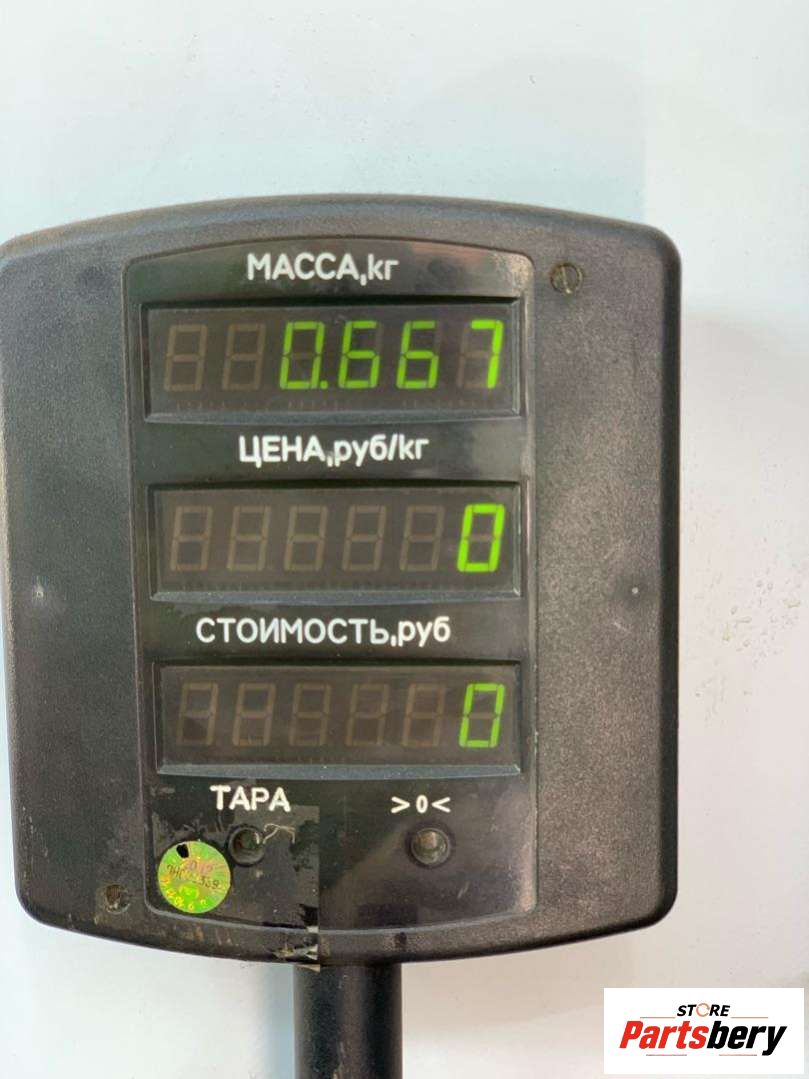 МАССА,кг
0.667
ЦЕНА,руб/кг
0
СТОИМОСТЬ,руб
0
ТАРА >0<
STORE
Partsbery